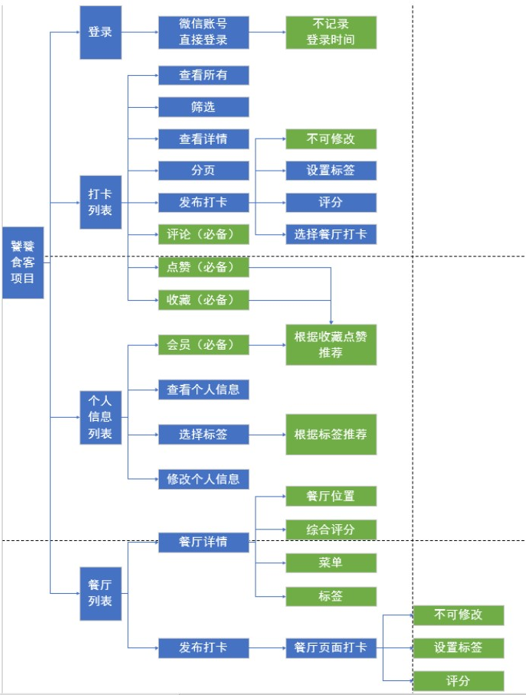 登录
微信账号
直接登录
不记录
登录时间
查看所有
筛选
查看详情
不可修改
分页
设置标签
打卡
列表
发布打卡
评分
评论（必备）
选择餐厅打卡
饕餮
食客
项目
点赞（必备）
收藏（必备）
会员（必备）
根据收藏点赞
推荐
查看个人信息
个人
信息
列表
选择标签
根据标签推荐
修改个人信息
餐厅位置
综合评分
餐厅详情
菜单
餐厅
列表
标签
不可修改
发布打卡
餐厅页面打卡
设置标签
评分